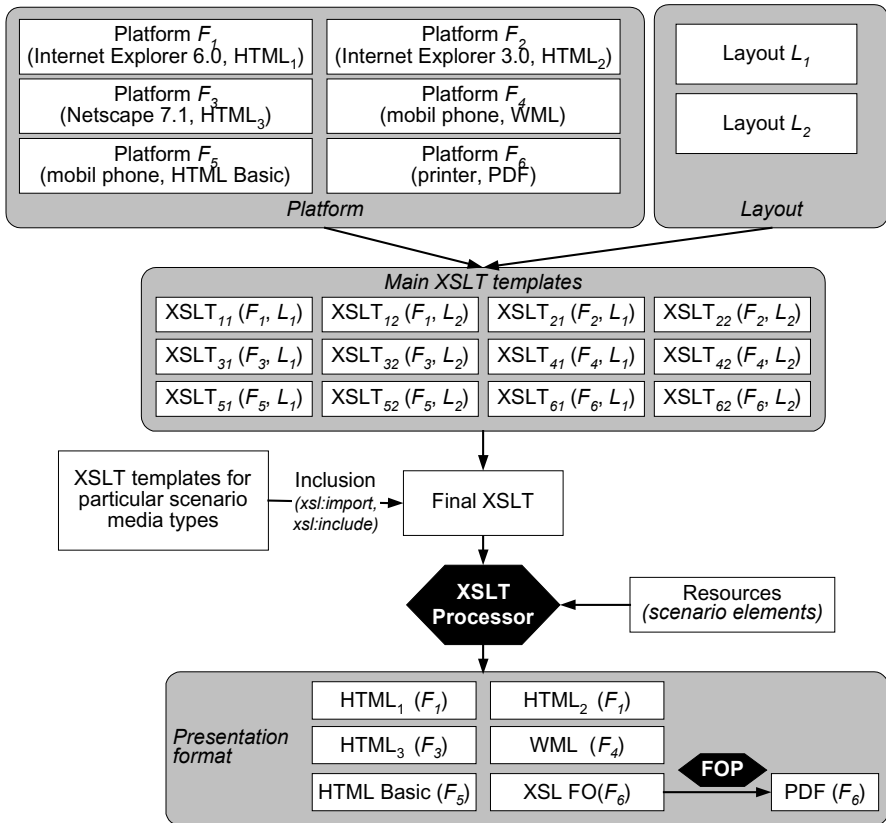 Platform F₁
(Internet Explorer 6.0, HTML₁)
Platform F₂
(Internet Explorer 3.0, HTML₂)
Platform F₃
(Netscape 7.1, HTML₃)
Platform F₄
(mobil phone, WML)
Platform F₅
(mobil phone, HTML Basic)
Platform F₆
(printer, PDF)
Platform
Layout L₁
Layout L₂
Layout
Main XSLT templates
XSLT₁₁ (F₁, L₁)
XSLT₁₂ (F₁, L₂)
XSLT₂₁ (F₂, L₁)
XSLT₂₂ (F₂, L₂)
XSLT₃₁ (F₃, L₁)
XSLT₃₂ (F₃, L₂)
XSLT₄₁ (F₄, L₁)
XSLT₄₂ (F₄, L₂)
XSLT₅₁ (F₅, L₁)
XSLT₅₂ (F₅, L₂)
XSLT₆₁ (F₆, L₁)
XSLT₆₂ (F₆, L₂)
XSLT templates for
particular scenario
media types
Inclusion
(xsl:import,
xsl:include)
Final XSLT
XSLT
Processor
Resources
(scenario elements)
Presentation
format
HTML₁ (F₁)
HTML₂ (F₁)
HTML₃ (F₃)
WML (F₄)
HTML Basic (F₅)
XSL FO(F₆)
FOP
PDF (F₆)